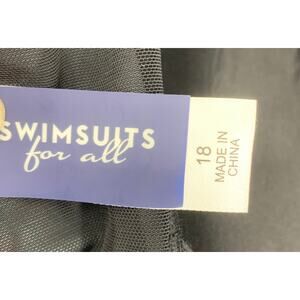 SWIMSUITS
for all
18
MADE IN
CHINA